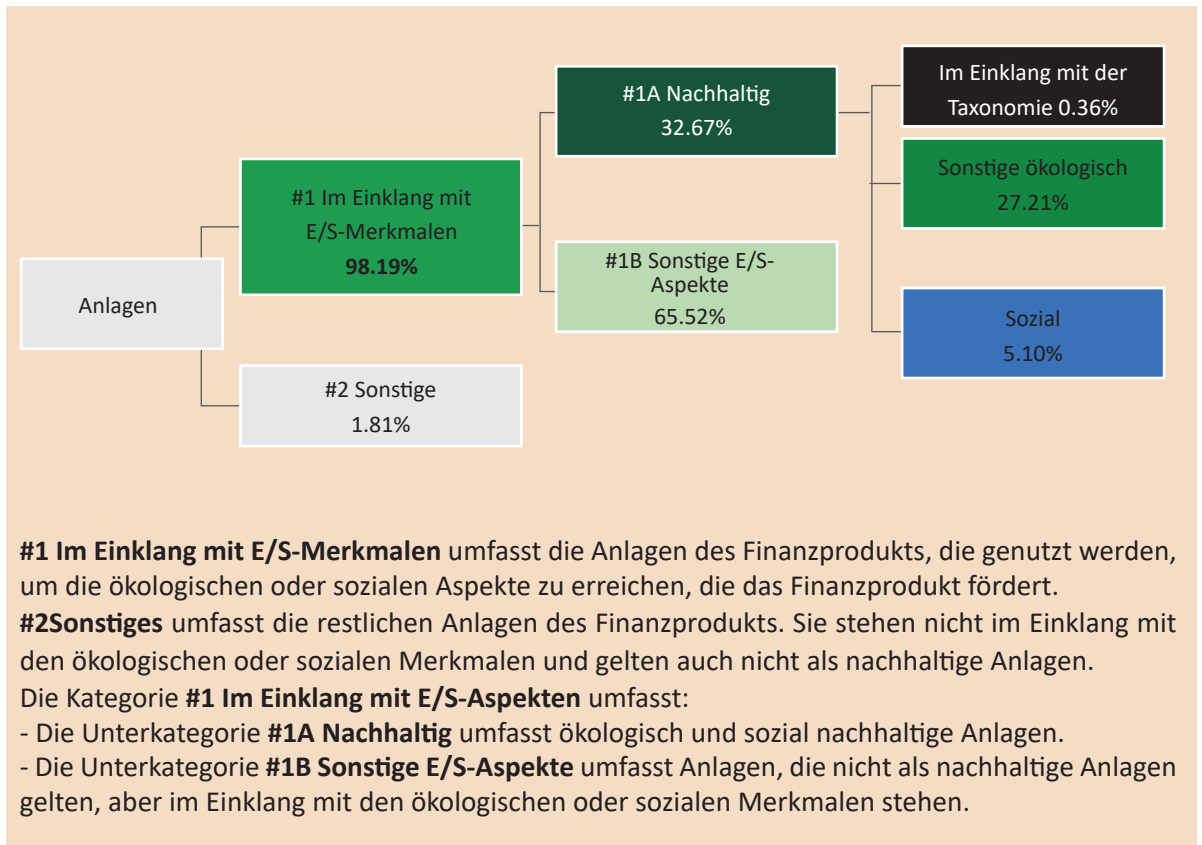 Anlagen
#1 Im Einklang mit
E/S-Merkmalen
98.19%
#2 Sonstige
1.81%
#1A Nachhaltig
32.67%
#1B Sonstige E/S-
Aspekte
65.52%
Im Einklang mit der
Taxonomie 0.36%
Sonstige ökologisch
27.21%
Sozial
5.10%
#1 Im Einklang mit E/S-Merkmalen umfasst die Anlagen des Finanzprodukts, die genutzt werden,
um die ökologischen oder sozialen Aspekte zu erreichen, die das Finanzprodukt fördert.
#2Sonstiges umfasst die restlichen Anlagen des Finanzprodukts. Sie stehen nicht im Einklang mit
den ökologischen oder sozialen Merkmalen und gelten auch nicht als nachhaltige Anlagen.
Die Kategorie #1 Im Einklang mit E/S-Aspekten umfasst:
- Die Unterkategorie #1A Nachhaltig umfasst ökologisch und sozial nachhaltige Anlagen.
- Die Unterkategorie #1B Sonstige E/S-Aspekte umfasst Anlagen, die nicht als nachhaltige Anlagen
gelten, aber im Einklang mit den ökologischen oder sozialen Merkmalen stehen.